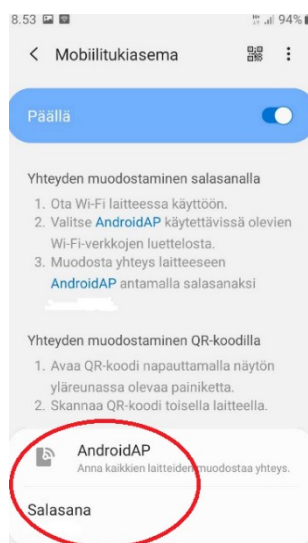 8.53 94%
Mobiilitukiasema
Päällä
Yhteyden muodostaminen salasanalla
1. Ota Wi-Fi laitteessa käyttöön.
2. Valitse AndroidAP käytettävissä olevien
Wi-Fi-verkkojen luettelosta.
3. Muodosta yhteys laitteeseen
AndroidAP antamalla salasanaksi
Yhteyden muodostaminen QR-koodilla
1. Avaa QR-koodi napauttamalla näytön
yläreunassa olevaa painiketta.
2. Skannaa QR-koodi toisella laitteella.
AndroidAP
Anna kaikkien laitteiden muodostaa yhteys.
Salasana